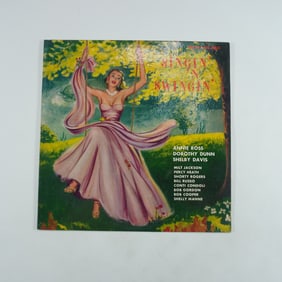 SINGIN' 'N
SWINGIN'
ANNIE ROSS
DOROTHY DUNN
SHELBY DAVIS
MILT JACKSON
PERCY HEATH
SHORTY ROGERS
BILL RUSSO
CONTI CONDOLI
BOB GORDON
BOB COOPER
SHELLY MANNE